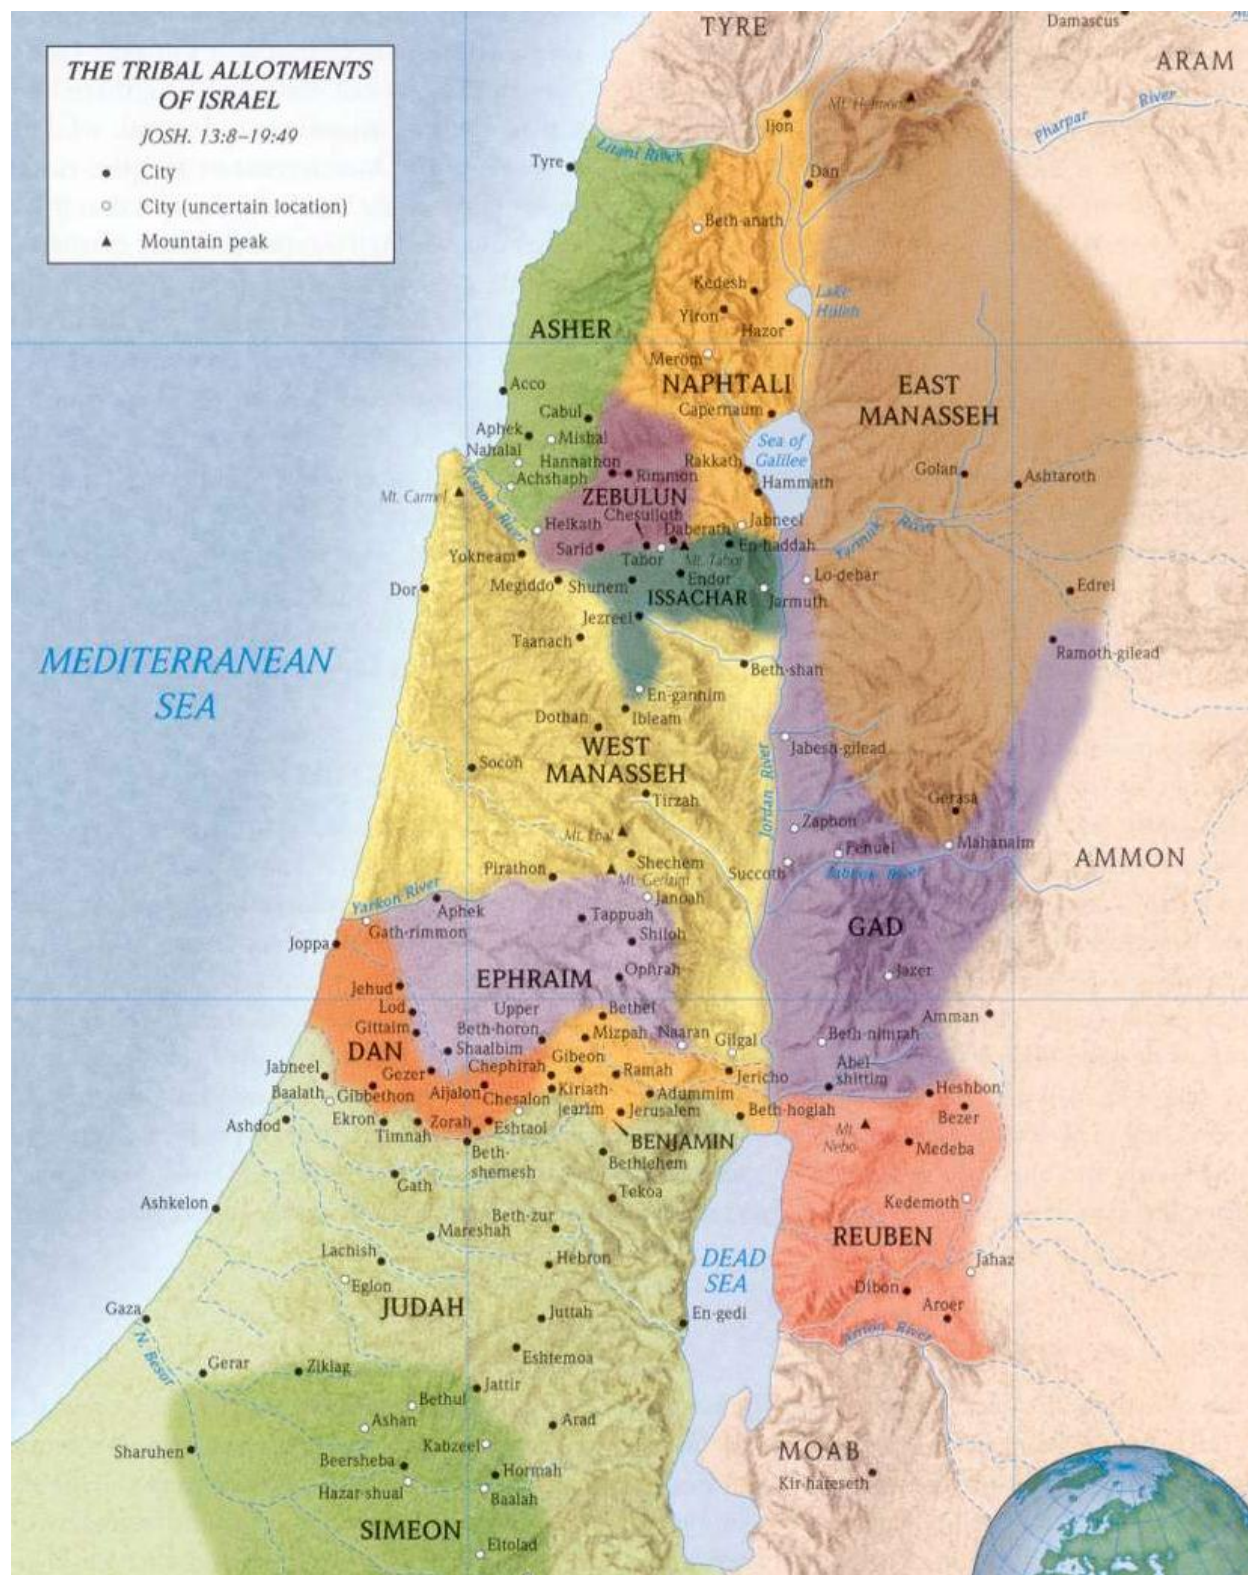 THE TRIBAL ALLOTMENTS
OF ISRAEL
JOSH. 13:8–19:49
City
City (uncertain location)
Mountain peak
TYRE
Damascus
ARAM
Mt. Hermon
Pharpar River
Ijon
Litani River
Tyre
Dan
Beth-anath
Kedesh
Lake
Huleh
Yiron
Hazor
ASHER
Merom
NAPHTALI
EAST
MANASSEH
Acco
Capernaum
Cabul
Aphek
Mishal
Sea of
Galilee
Nahalal
Hannathon
Rakkath
Golan
Ashtaroth
Achshaph
Rimmon
Hammath
Mt. Carmel
Kishon River
ZEBULUN
Chesulloth
Helkath
Daberath
Jabneel
Yarmuk River
Yokneam
Sarid
Tabor
Mt. Tabor
En-haddah
Lo-debar
Dor
Megiddo
Shunem
Endor
Edrei
ISSACHAR
Jarmuth
Jezreel
Taanach
Ramoth-gilead
MEDITERRANEAN
SEA
Beth-shan
En-gannim
Dothan
Ibleam
WEST
MANASSEH
Jabesh-gilead
Socoh
Jordan River
Tirzah
Gerasa
Zaphon
Mt. Ebal
Mahanaim
Penuel
Shechem
AMMON
Pirathon
Mt. Gerizim
Succoth
Jabbok River
Yarkon River
Janoah
Aphek
Tappuah
Gath-rimmon
GAD
Joppa
Shiloh
EPHRAIM
Ophrah
Jazer
Jehud
Lod
Upper
Beth-horon
Bethel
Amman
Gittaim
Mizpah
Naaran
Gilgal
Beth-nimrah
DAN
Shaalbim
Gibeon
Jabneel
Gezer
Chephirah
Ramah
Jericho
Abel
shittim
Baalath
Gibbethon
Aijalon
Chesalon
Kiriath-
jearim
Adummim
Heshbon
Ashdod
Ekron
Timnah
Zorah
Eshtaol
Jerusalem
Beth-hoglah
Bezer
BENJAMIN
Mt.
Nebo
Medeba
Beth-
shemesh
Bethlehem
Gath
Tekoa
Kedemoth
Ashkelon
Beth-zur
Mareshah
REUBEN
Lachish
Hebron
DEAD
SEA
Jahaz
Eglon
Dibon
Gaza
JUDAH
Juttah
En-gedi
Aroer
Arnon River
N. Besor
Eshtemoa
Gerar
Ziklag
Jattir
Bethul
Ashan
Arad
Sharuhen
Kabzeel
MOAB
Beersheba
Hormah
Kir-hareseth
Hazar-shual
Baalah
SIMEON
Eltolad